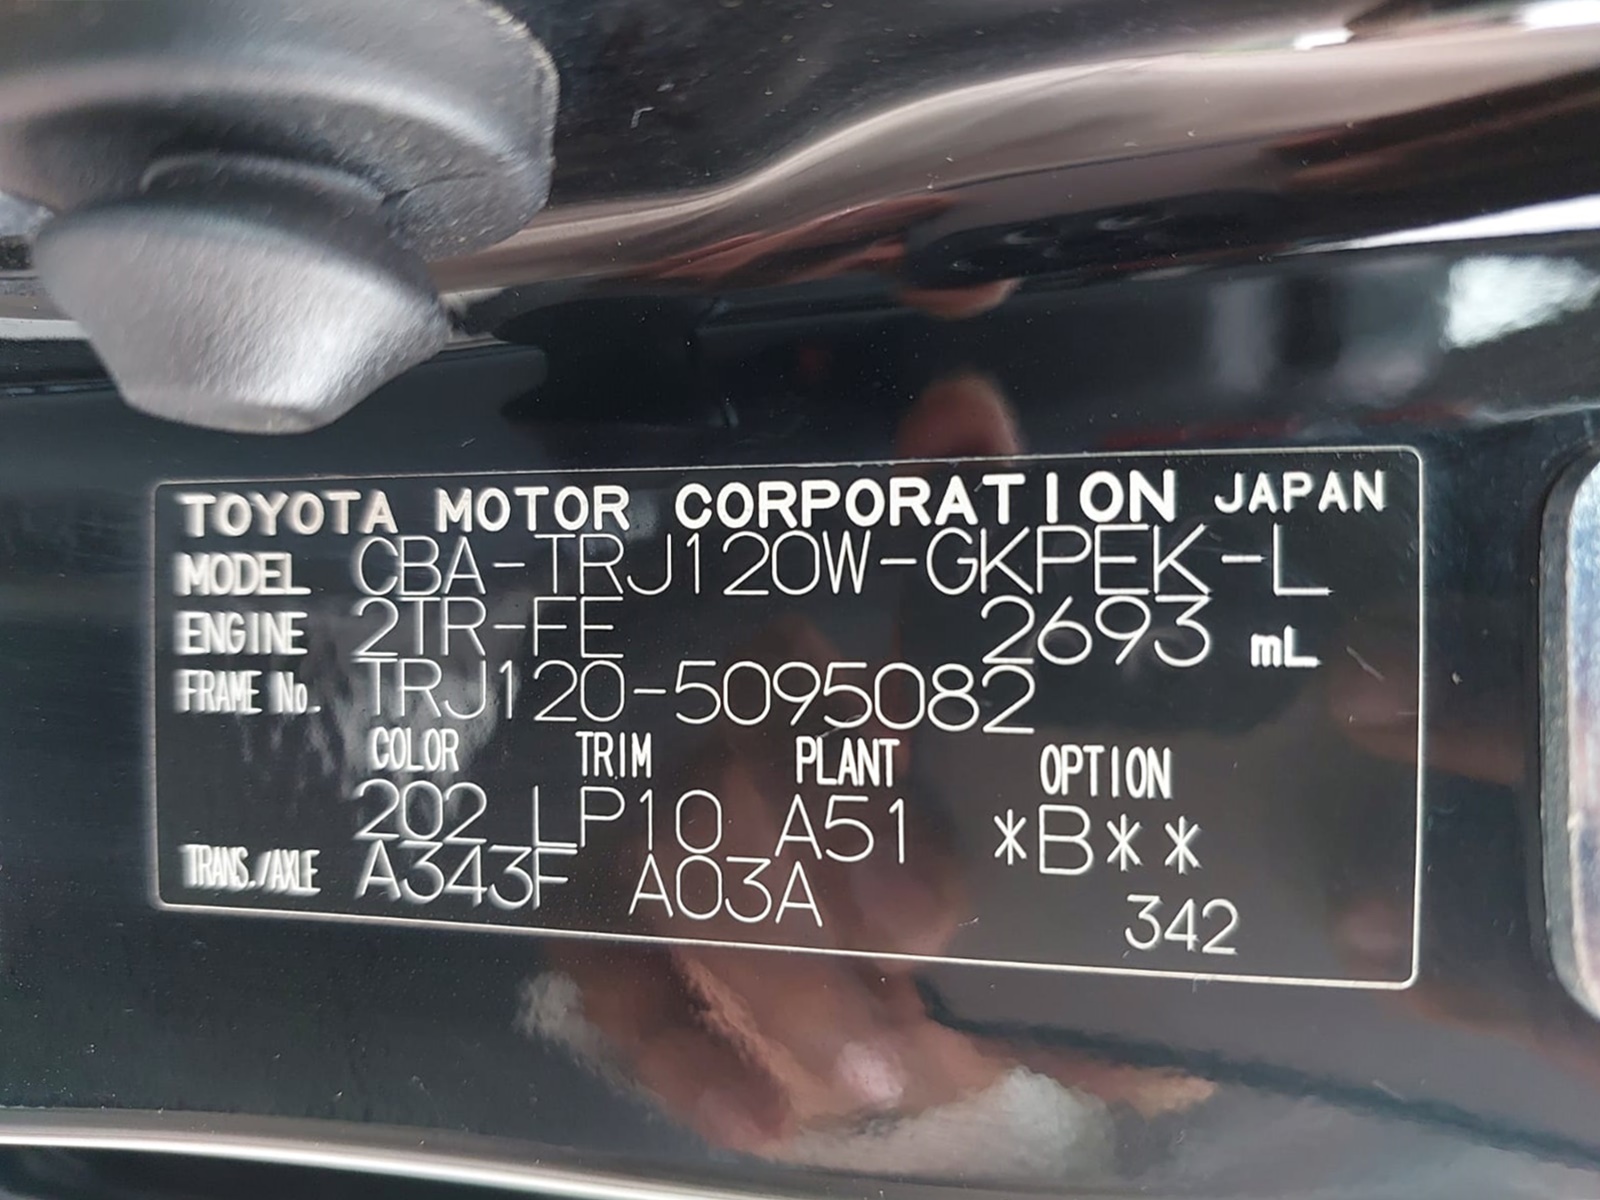 TOYOTA MOTOR CORPORATION JAPAN
MODEL CBA-TRJ120W-GKPEK-L
ENGINE 2TR-FE 2693 mL
FRAME No. TRJ120-5095082
COLOR TRIM PLANT OPTION
202 LP10 A51 *B**
TRANS./AXLE A343F A03A
342